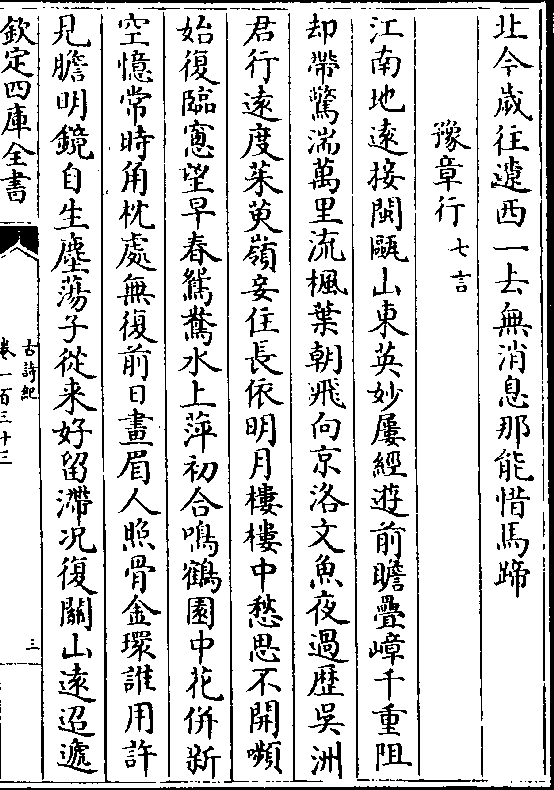 北今歲往遼西一去無消息那能惜馬蹄
豫章行七言
江南地逺接閩甌山東英妙屢經遊前瞻疊嶂千重阻
却帶驚湍萬里流楓葉朝飛向京洛文魚夜過歴吳洲
君行逺度茱萸嶺妾住長依明月樓樓中愁思不開嚬
始復臨窻望早春鴛鴦水上萍初合鳴鶴園中花併新
空憶常時角枕處無復前日畫眉人照骨金環誰用許
見膽明鏡自生塵蕩子從来好留滯况復關山逺迢遞
欽定四庫全書
古詩紀
卷一百三十三
三